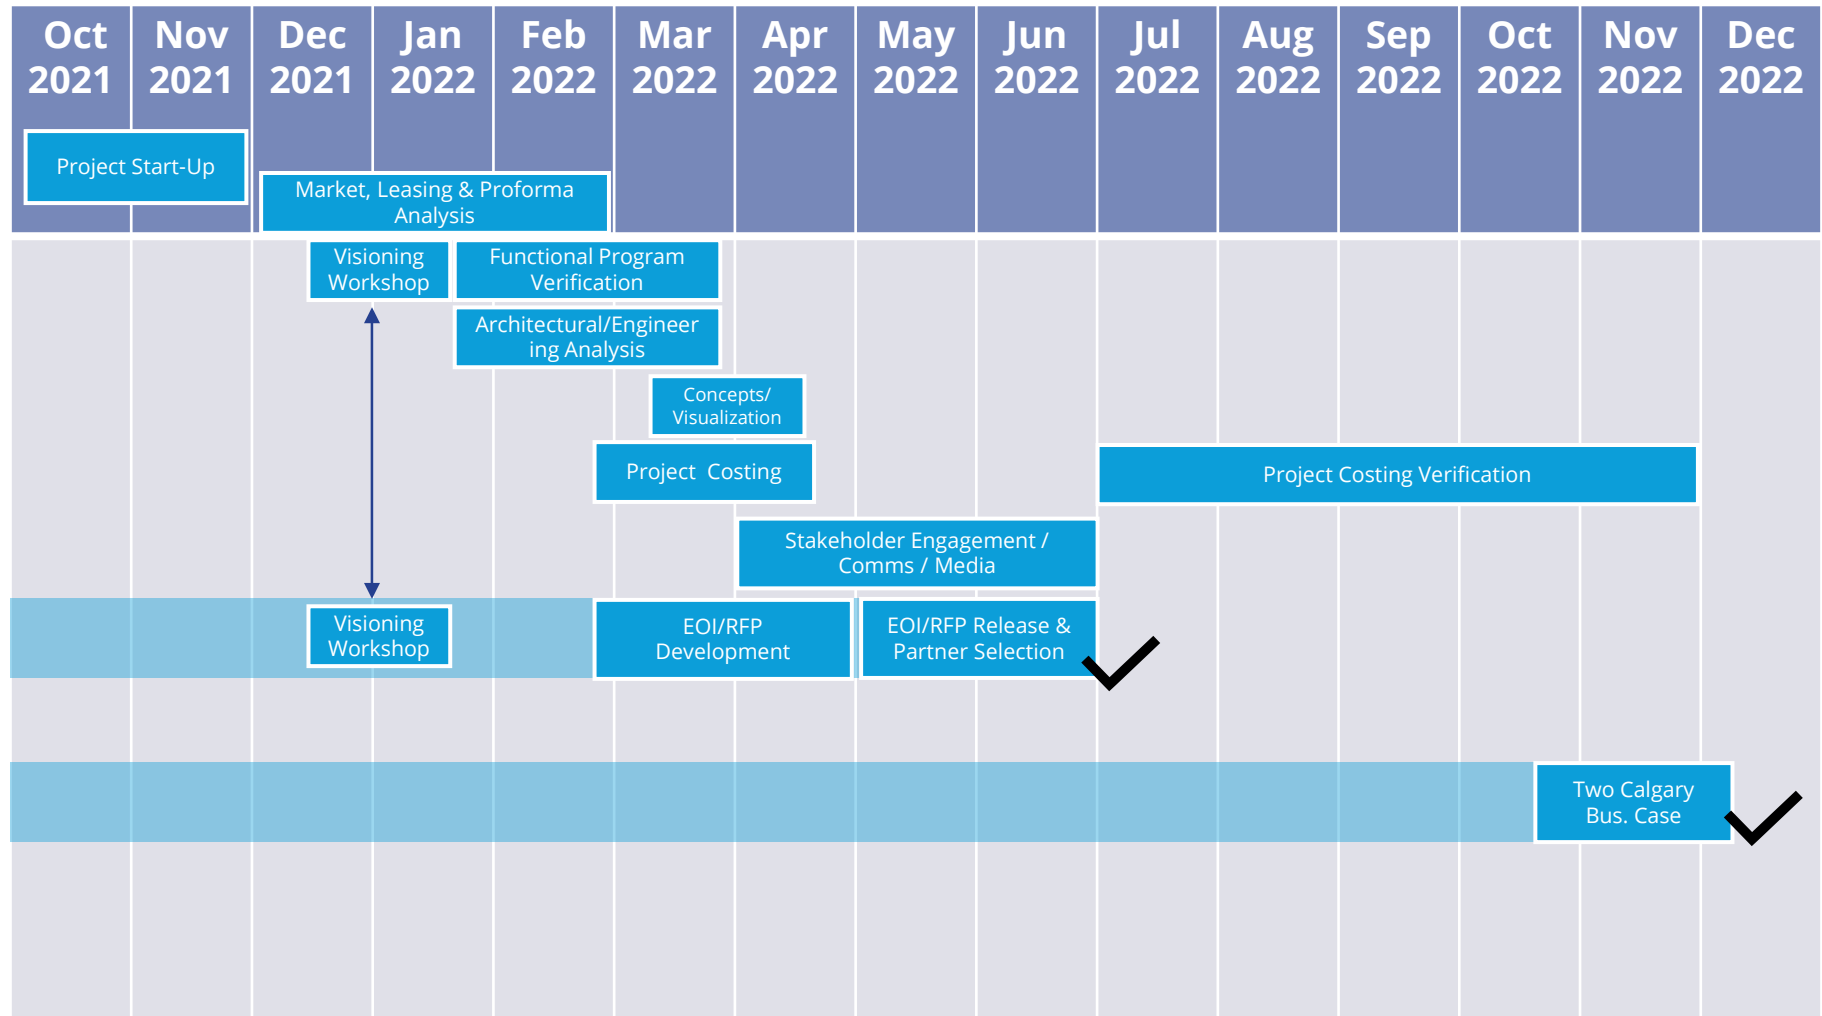 Oct Nov Dec Jan Feb Mar Apr May Jun Jul Aug Sep Oct Nov Dec
2021 2021 2021 2022 2022 2022 2022 2022 2022 2022 2022 2022 2022 2022 2022
Project Start-Up
Market, Leasing & Proforma
Analysis
Visioning
Workshop
Functional Program
Verification
Architectural/Engineer
ing Analysis
Concepts/
Visualization
Project Costing
Project Costing Verification
Stakeholder Engagement /
Comms / Media
Visioning
Workshop
EOI/RFP
Development
EOI/RFP Release &
Partner Selection
Two Calgary
Bus. Case